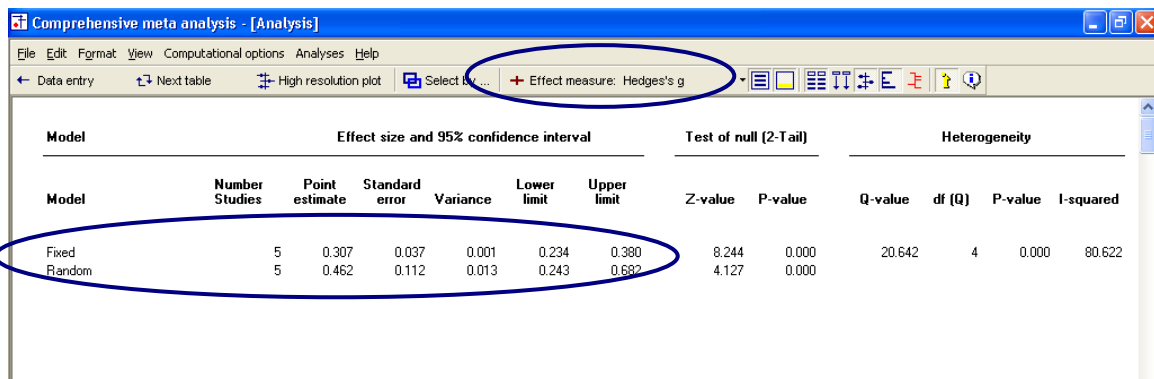 Comprehensive meta analysis - [Analysis]
File Edit Format View Computational options Analyses Help
← Data entry Next table High resolution plot Select by ... Effect measure: Hedges's g
Model Effect size and 95% confidence interval Test of null (2-Tail) Heterogeneity
Number Point Standard Lower Upper
Model Studies estimate error Variance limit limit Z-value P-value Q-value df (Q) P-value I-squared
Fixed 5 0.307 0.037 0.001 0.234 0.380 8.244 0.000 20.642 4 0.000 80.622
Random 5 0.462 0.112 0.013 0.243 0.682 4.127 0.000